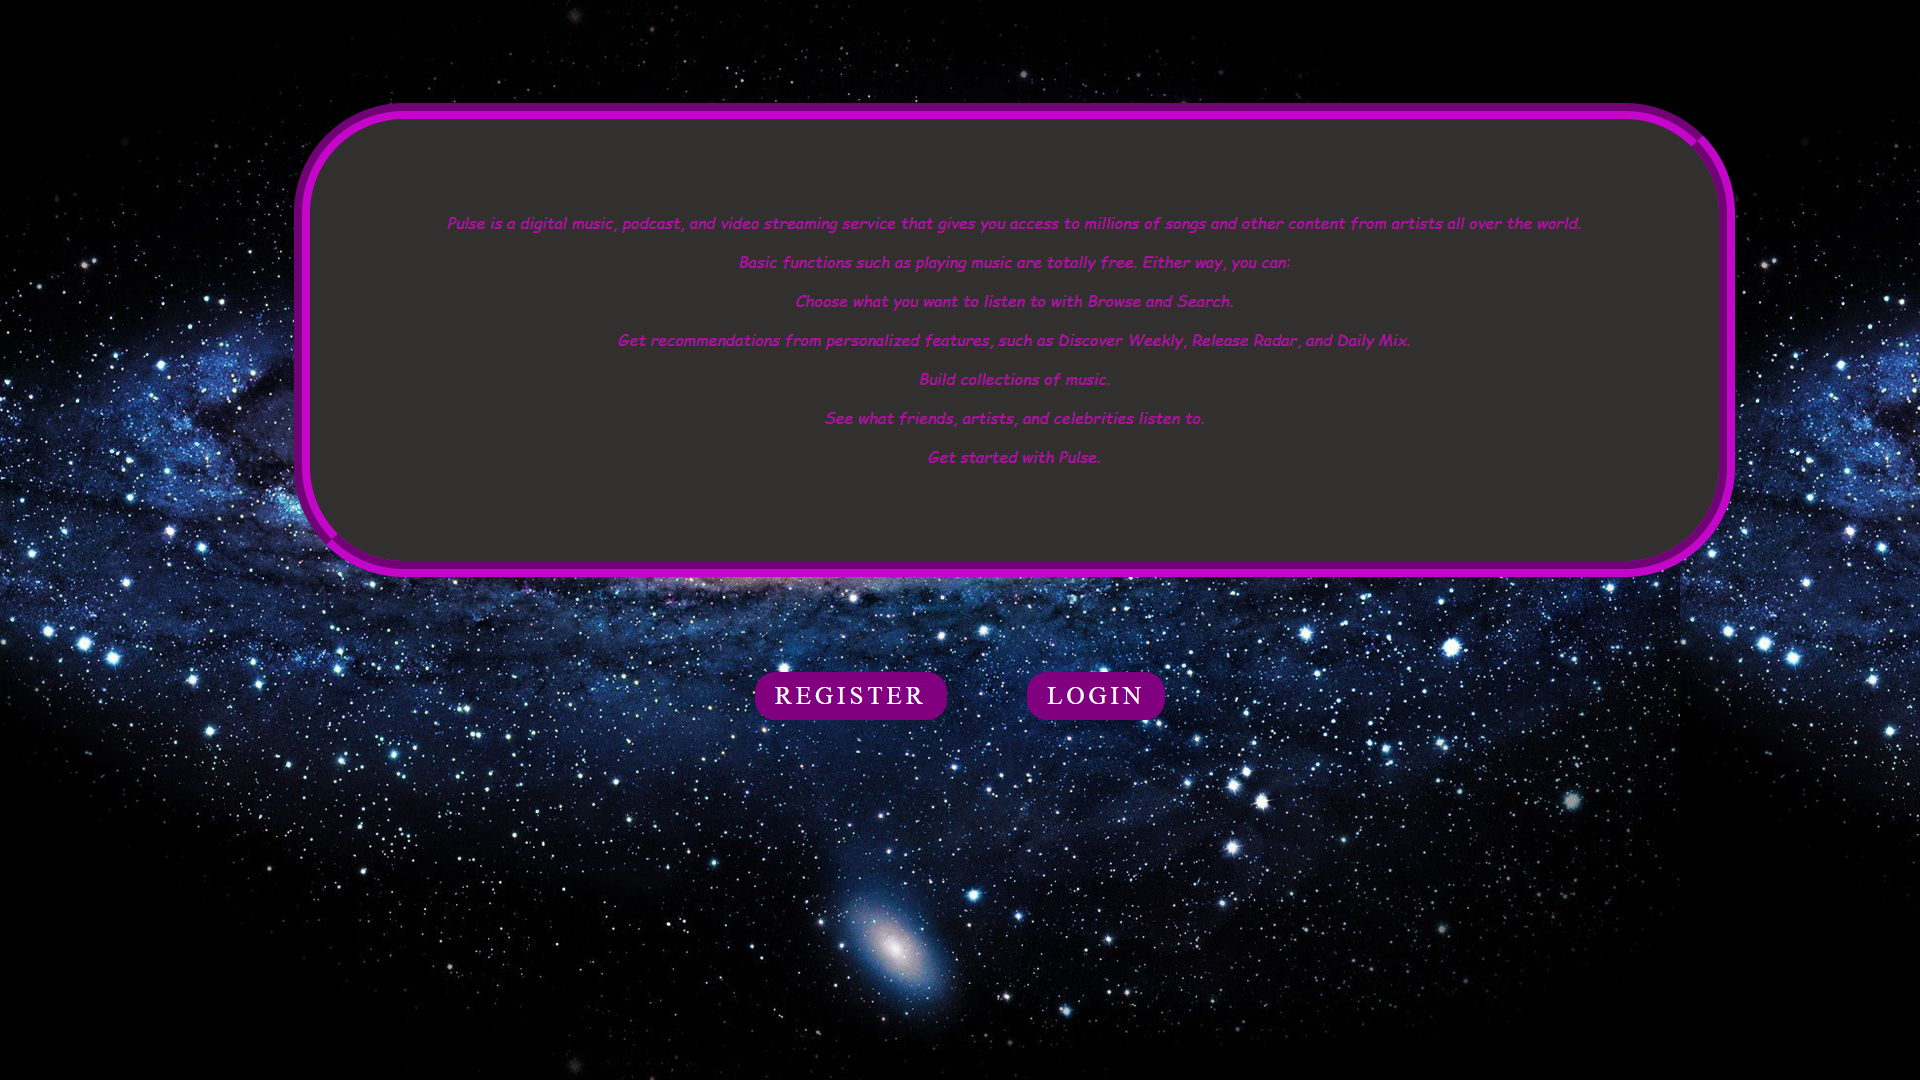 Pulse is a digital music, podcast, and video streaming service that gives you access to millions of songs and other content from artists all over the world.
Basic functions such as playing music are totally free. Either way, you can:
Choose what you want to listen to with Browse and Search.
Get recommendations from personalized features, such as Discover Weekly, Release Radar, and Daily Mix.
Build collections of music.
See what friends, artists, and celebrities listen to.
Get started with Pulse.
REGISTER LOGIN